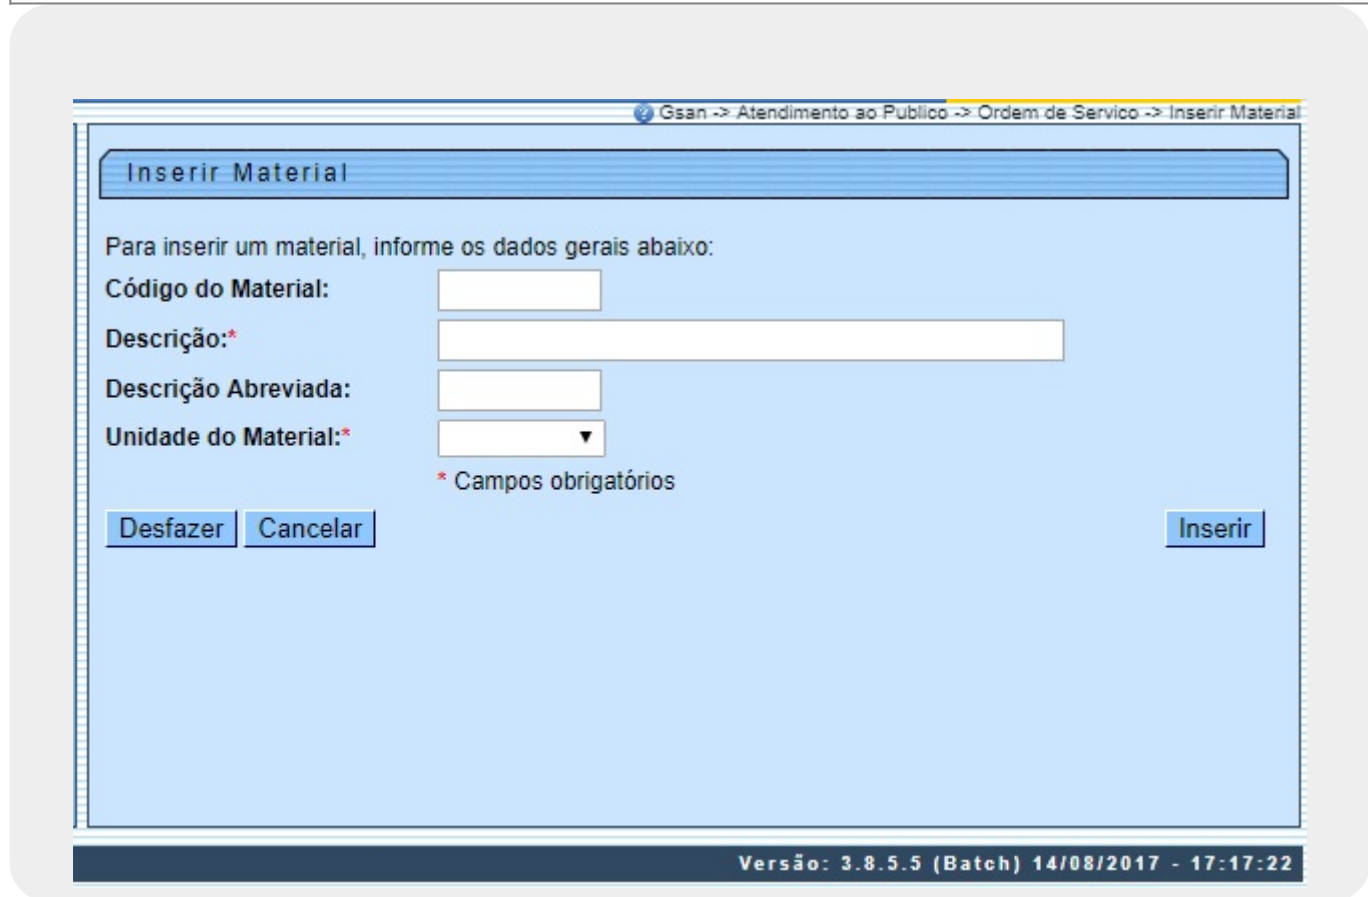 Gsan -> Atendimento ao Publico -> Ordem de Servico -> Inserir Material
Inserir Material
Para inserir um material, informe os dados gerais abaixo:
Código do Material:
Descrição:*
Descrição Abreviada:
Unidade do Material:*
* Campos obrigatórios
Desfazer Cancelar Inserir
Versão: 3.8.5.5 (Batch) 14/08/2017 - 17:17:22